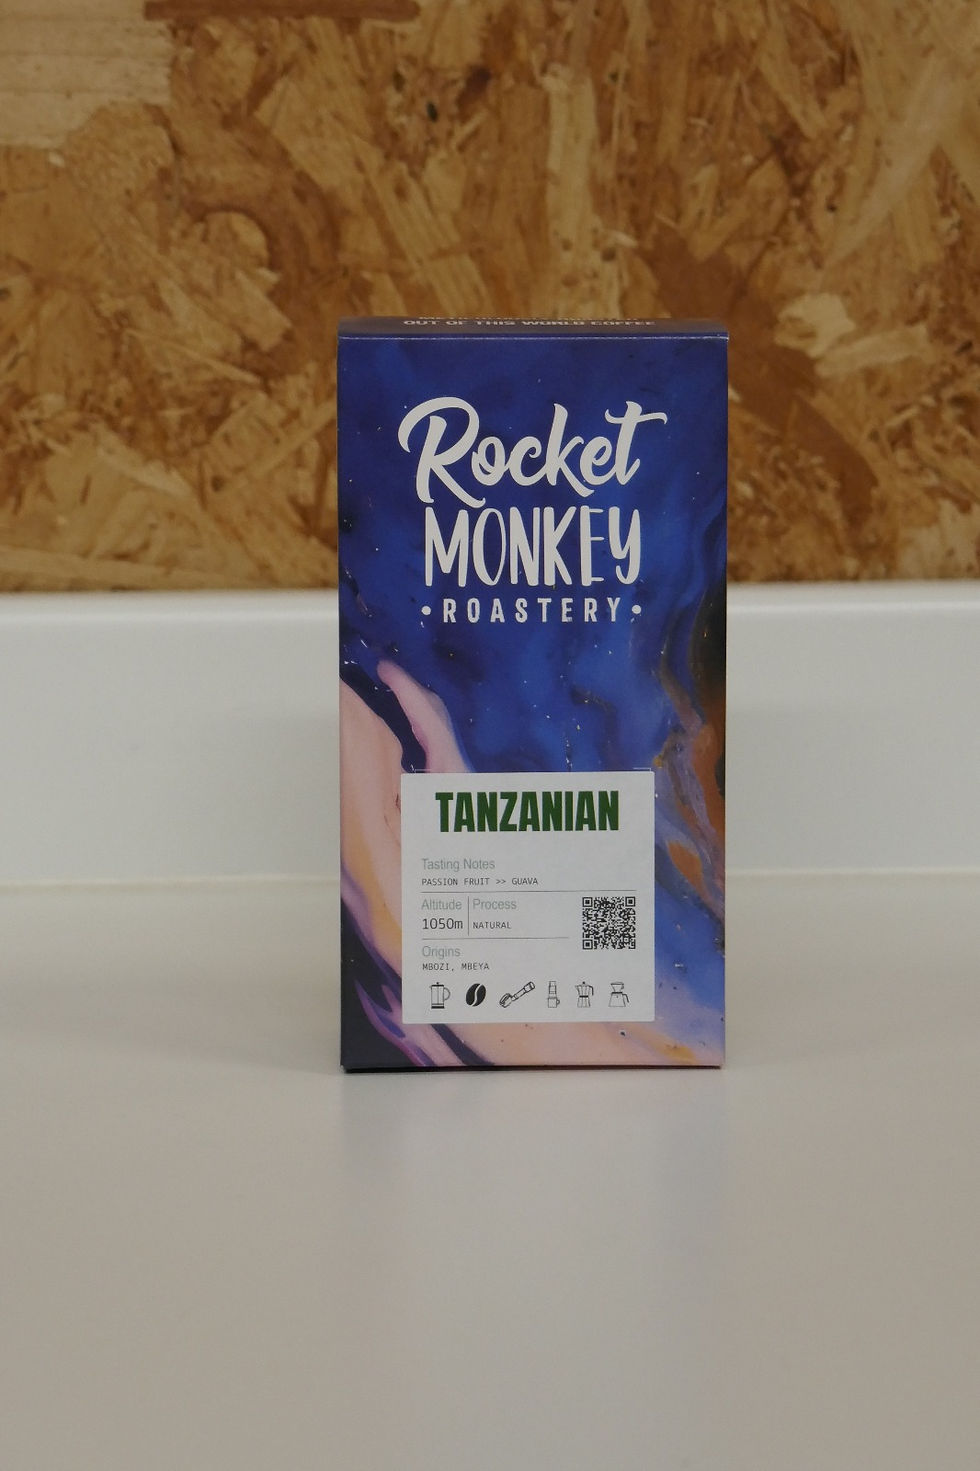 OUT OF THIS WORLD COFFEE
Rocket
MONKEY
•ROASTERY•
TANZANIAN
Tasting Notes
PASSION FRUIT >> GUAVA
Altitude Process
1050m NATURAL
Origins
MBOZI, MBEYA